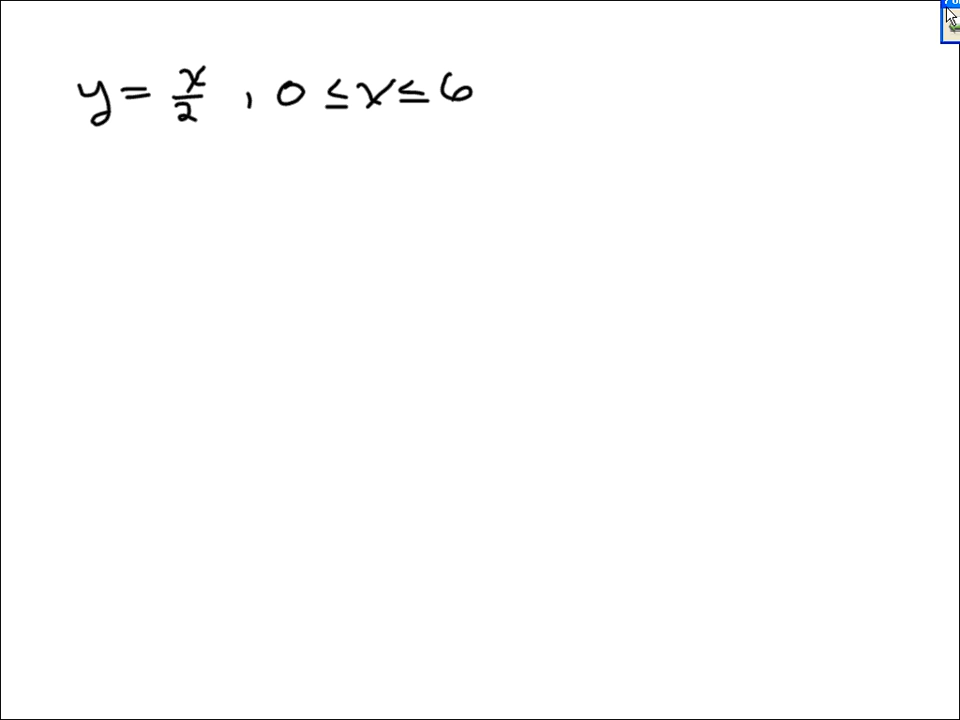 y = x/2 , 0 ≤ x ≤ 6